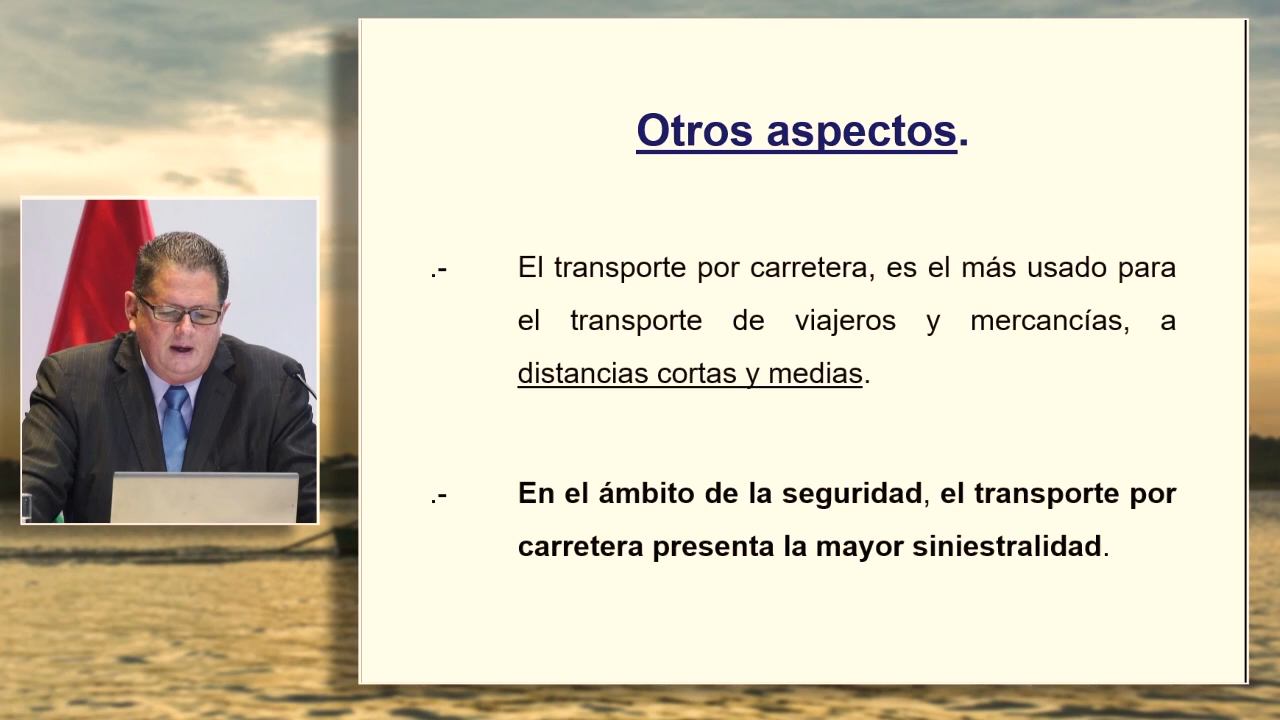 Otros aspectos.
.- El transporte por carretera, es el más usado para
el transporte de viajeros y mercancías, a
distancias cortas y medias.
.- En el ámbito de la seguridad, el transporte por
carretera presenta la mayor siniestralidad.